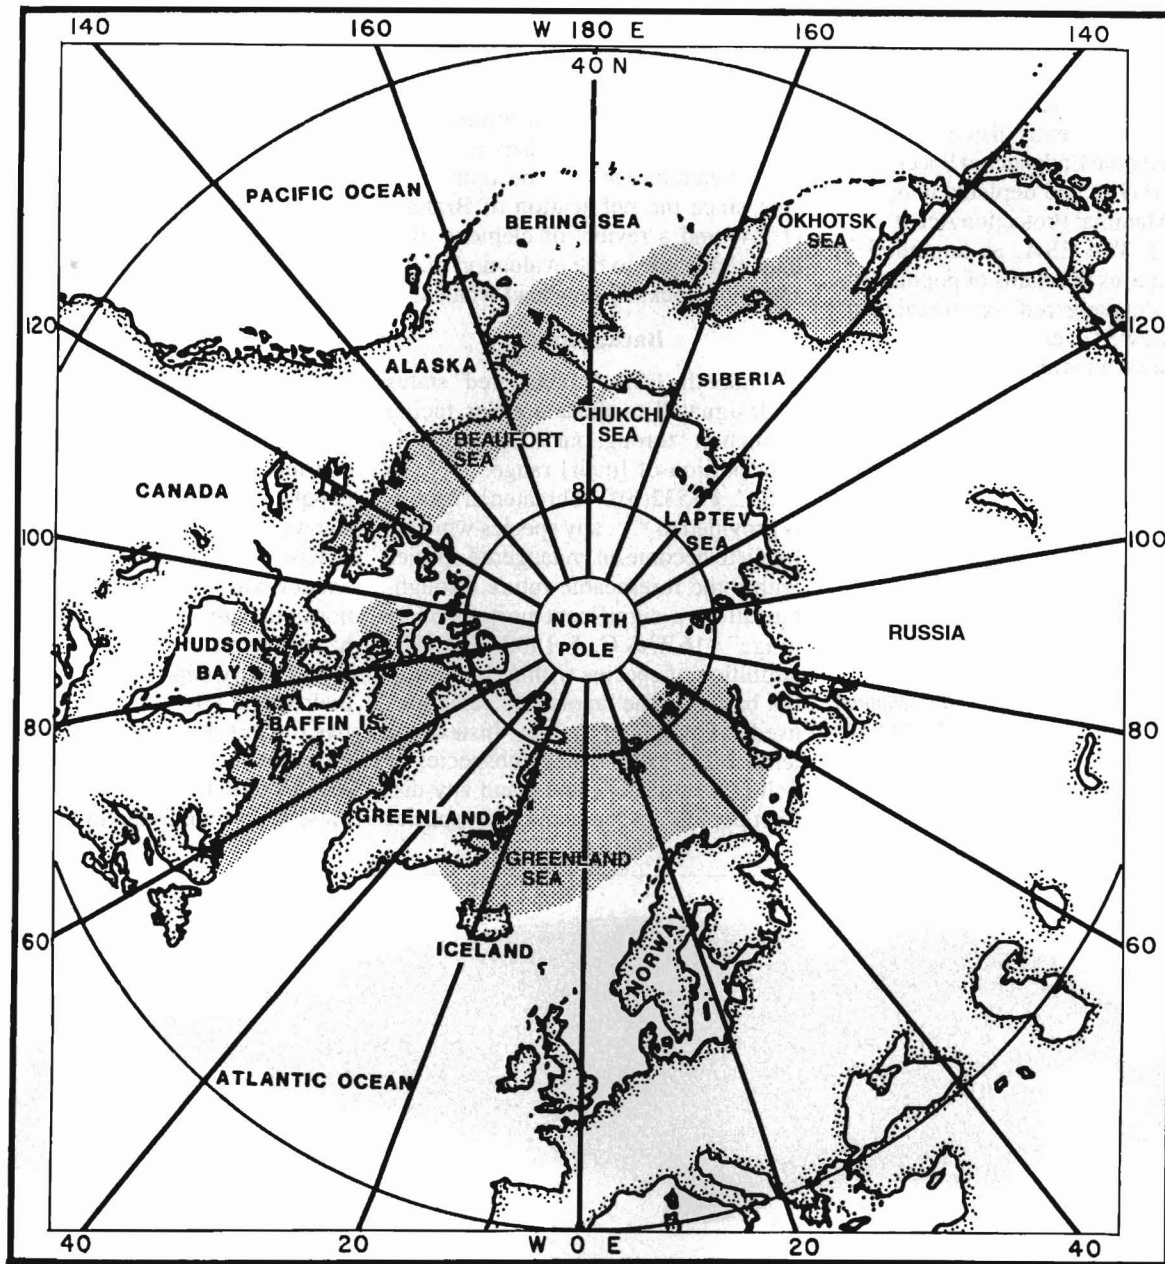 140 160 W 180 E 160 140
40 N
PACIFIC OCEAN
BERING SEA
OKHOTSK
SEA
120
120
ALASKA
SIBERIA
CHUKCHI
SEA
BEAUFORT
SEA
CANADA
80
LAPTEV
SEA
100
100
NORTH
POLE
RUSSIA
HUDSON
BAY
BAFFIN IS.
80
80
GREENLAND
GREENLAND
SEA
60
60
ICELAND
NORWAY
ATLANTIC OCEAN
40 20 W 0 E 20 40